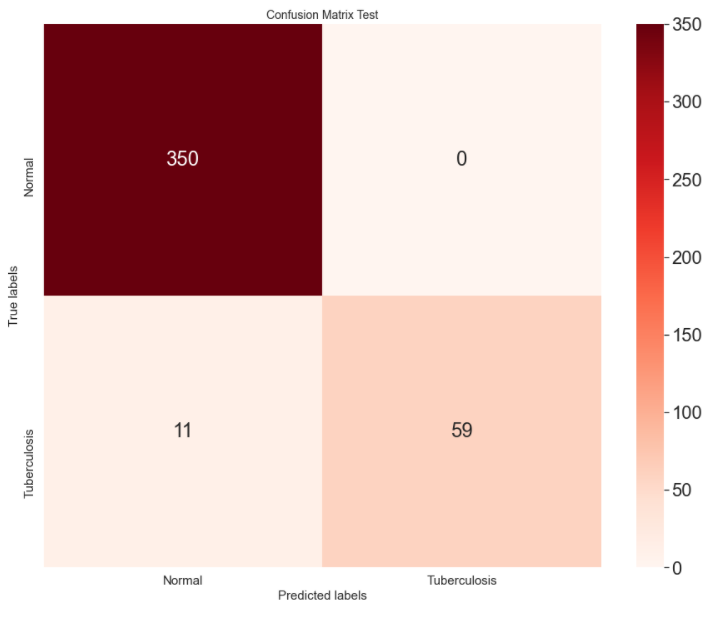 Confusion Matrix Test
350
0
11
59
Normal
Tuberculosis
True labels
Normal
Tuberculosis
Predicted labels
350
300
250
200
150
100
50
0